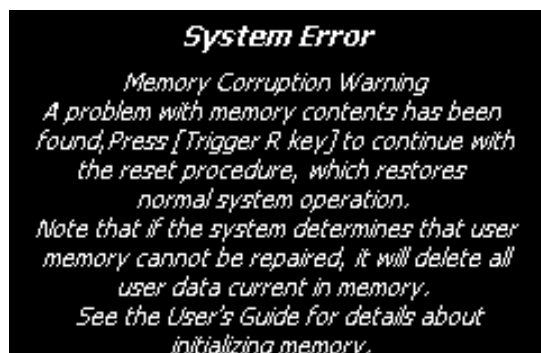 System Error
Memory Corruption Warning
A problem with memory contents has been
found,Press [Trigger R key] to continue with
the reset procedure, which restores
normal system operation.
Note that if the system determines that user
memory cannot be repaired, it will delete all
user data current in memory.
See the User's Guide for details about
initializing memory.